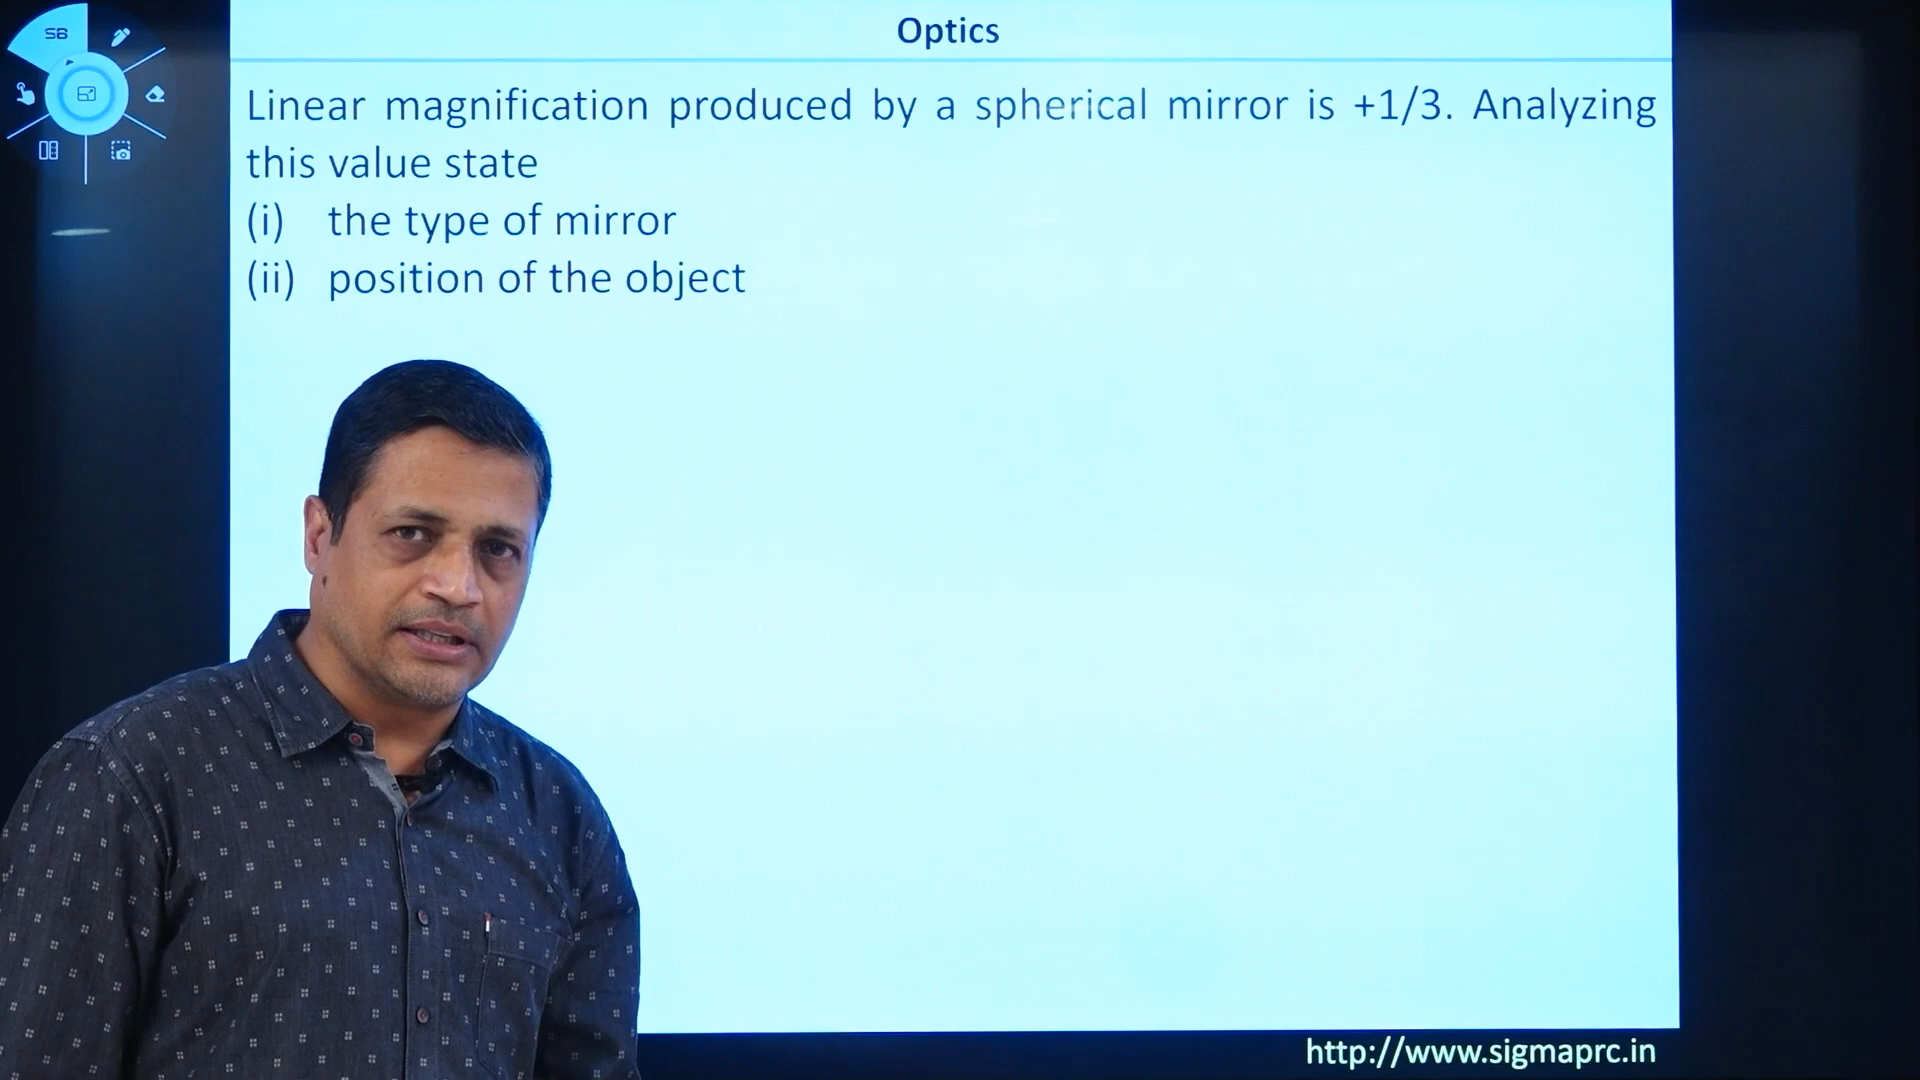 SB
Optics
Linear magnification produced by a spherical mirror is +1/3. Analyzing
this value state
(i) the type of mirror
(ii) position of the object
http://www.sigmaprc.in